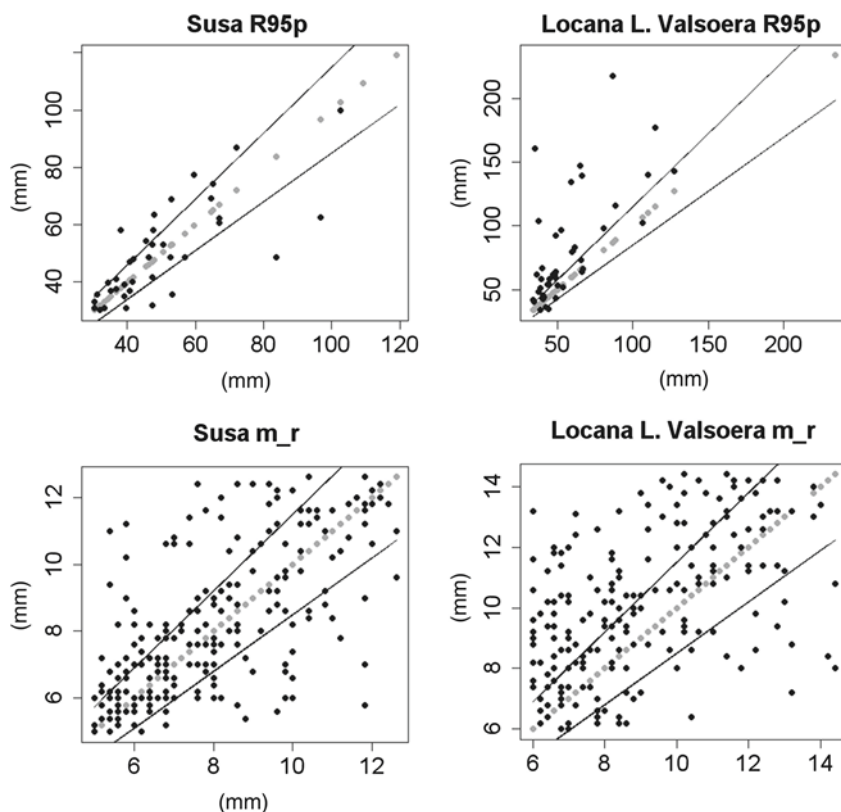 Susa R95p
Locana L. Valsoera R95p
(mm)
100
80
60
40
40 60 80 100 120
(mm)
(mm)
200
150
100
50
50 100 150 200
(mm)
Susa m_r
Locana L. Valsoera m_r
(mm)
12
10
8
6
6 8 10 12
(mm)
(mm)
14
12
10
8
6
6 8 10 12 14